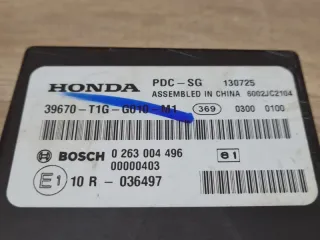 HONDA PDC-SG 130725
ASSEMBLED IN CHINA 6002JC2104
39670-T1G-G010-M1 369 0300 0100
BOSCH 0 263 004 496 61
00000403
E1 10 R - 036497